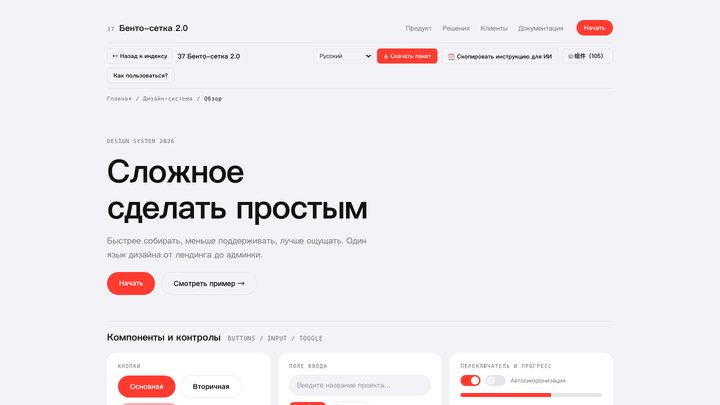 37 Бенто-сетка 2.0
Продукт Решения Клиенты Документация Начать
← Назад к индексу 37 Бенто-сетка 2.0 Русский Скачать пакет Скопировать инструкцию для ИИ 组件 (105)
Как пользоваться?
Главная / Дизайн-система / Обзор
DESIGN SYSTEM 2026
Сложное
сделать простым
Быстрее собирать, меньше поддерживать, лучше ощущать. Один
язык дизайна от лендинга до админки.
Начать Смотреть пример →
Компоненты и контролы BUTTONS / INPUT / TOGGLE
КНОПКИ
Основная Вторичная
ПОЛЕ ВВОДА
Введите название проекта...
ПЕРЕКЛЮЧАТЕЛЬ И ПРОГРЕСС
Автосинхронизация